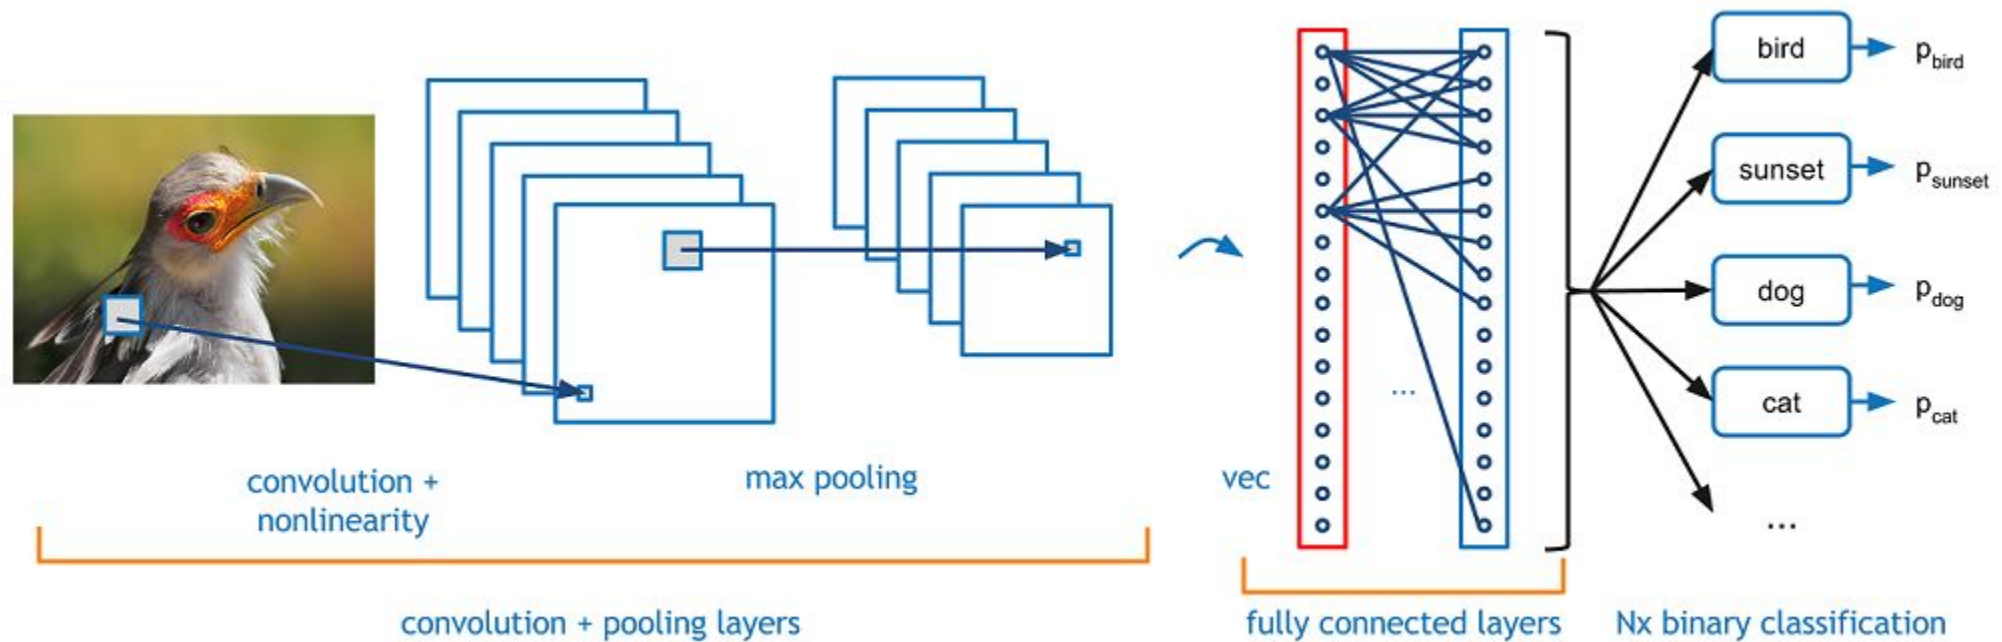 convolution +
nonlinearity
max pooling
vec
convolution + pooling layers
fully connected layers
Nx binary classification
...
bird
p_bird
sunset
p_sunset
dog
p_dog
cat
p_cat
...